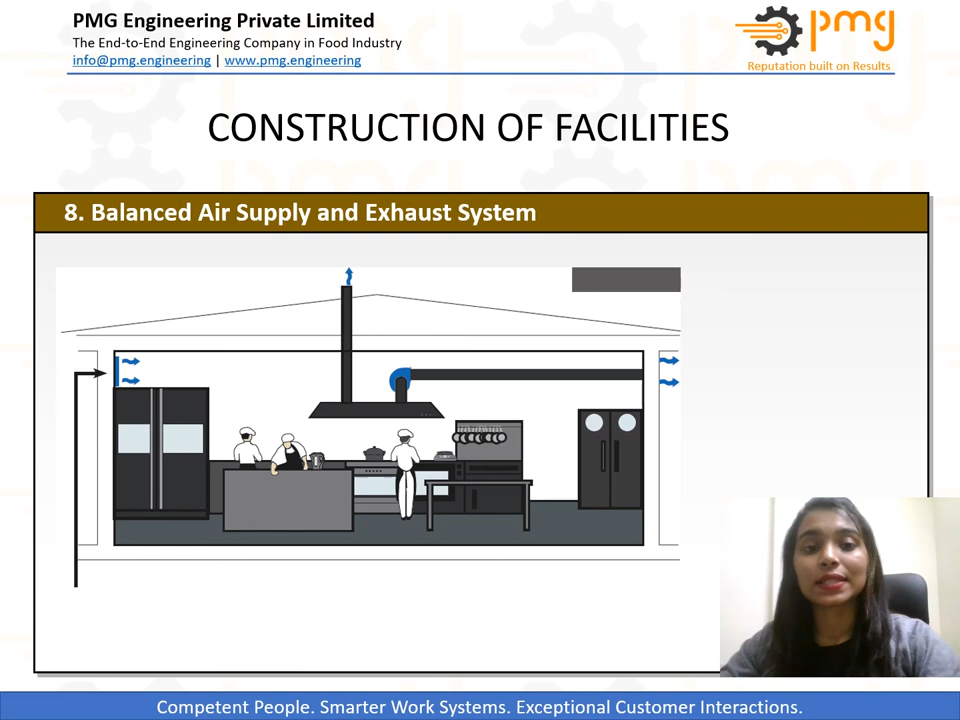 PMG Engineering Private Limited
The End-to-End Engineering Company in Food Industry
info@pmg.engineering | www.pmg.engineering
pmg
Reputation built on Results
CONSTRUCTION OF FACILITIES
8. Balanced Air Supply and Exhaust System
Competent People. Smarter Work Systems. Exceptional Customer Interactions.